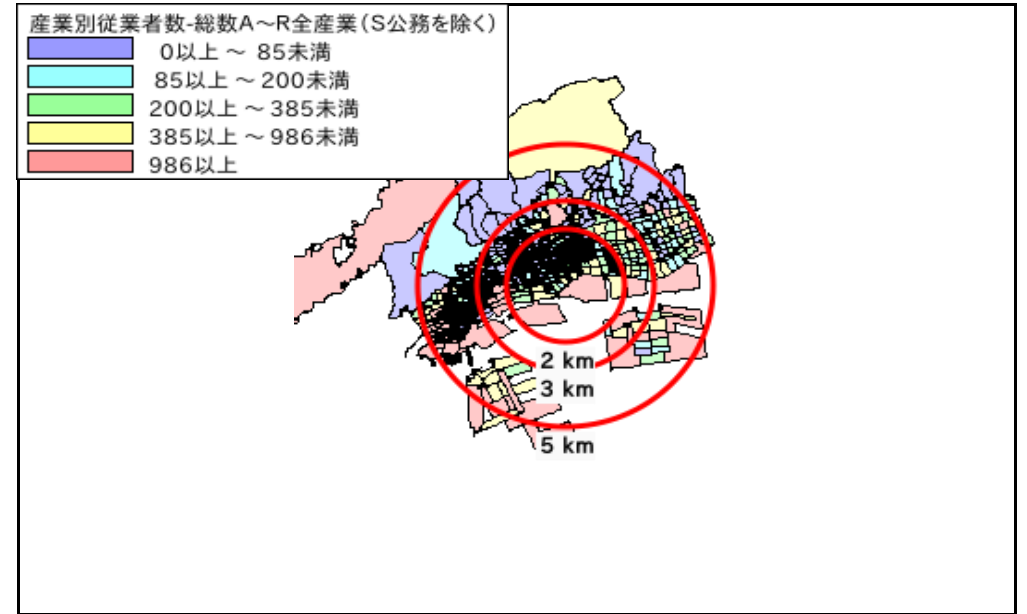 産業別従業者数-総数A～R全産業(S公務を除く)
0以上 ～ 85未満
85以上 ～ 200未満
200以上 ～ 385未満
385以上 ～ 986未満
986以上
2 km
3 km
5 km